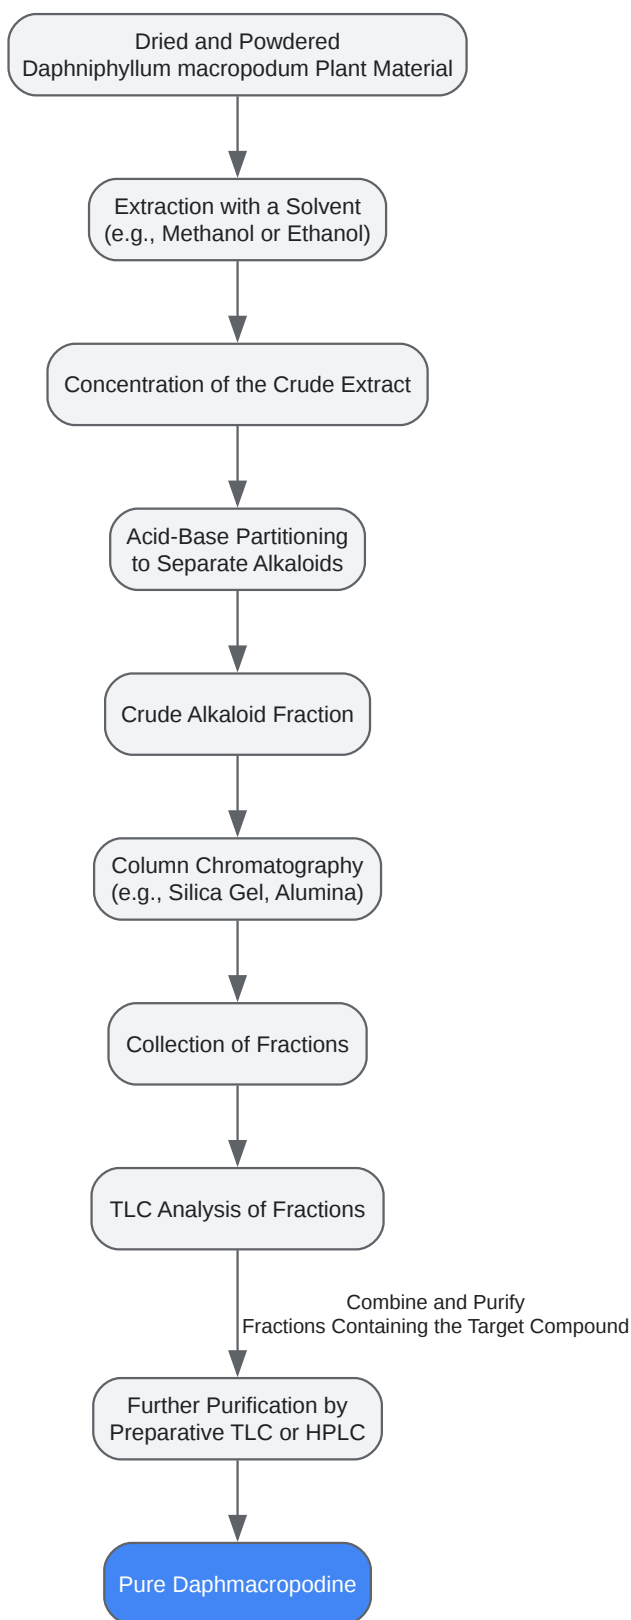 Dried and Powdered
Daphniphyllum macropodum Plant Material
Extraction with a Solvent
(e.g., Methanol or Ethanol)
Concentration of the Crude Extract
Acid-Base Partitioning
to Separate Alkaloids
Crude Alkaloid Fraction
Column Chromatography
(e.g., Silica Gel, Alumina)
Collection of Fractions
TLC Analysis of Fractions
Combine and Purify
Fractions Containing the Target Compound
Further Purification by
Preparative TLC or HPLC
Pure Daphmacropodine